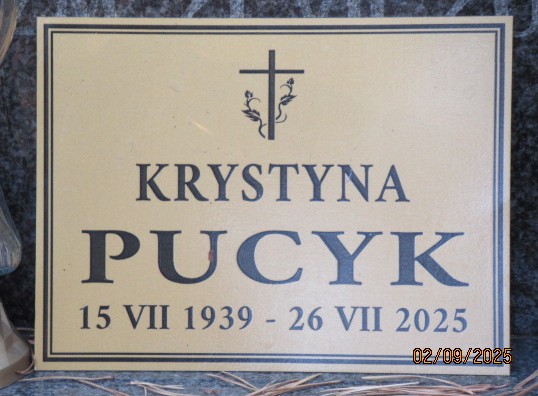 KRYSTYNA
PUCYK
15 VII 1939 - 26 VII 2025
02/09/2025